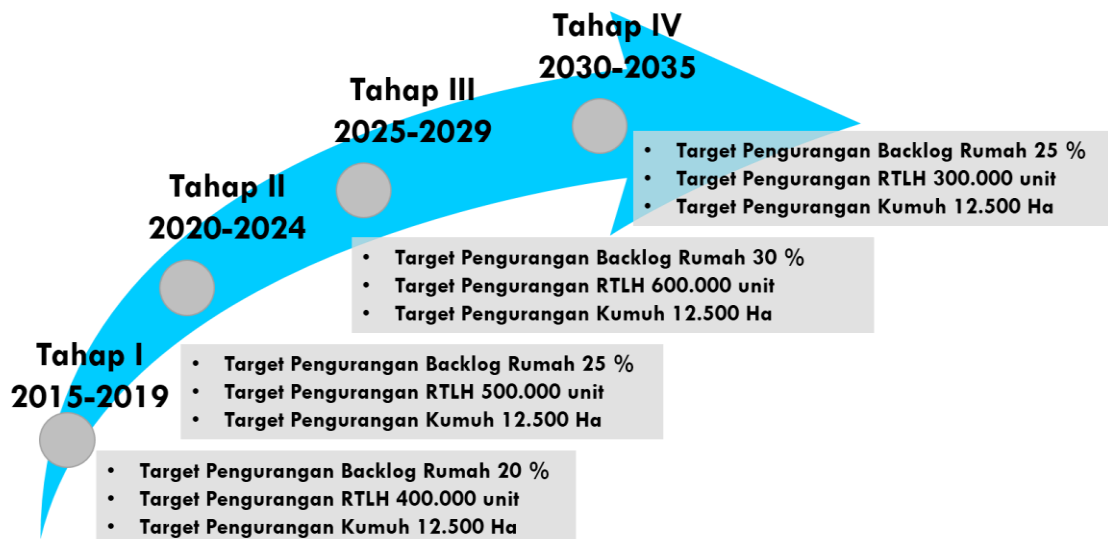 Tahap I
2015-2019
• Target Pengurangan Backlog Rumah 20 %
• Target Pengurangan RTLH 400.000 unit
• Target Pengurangan Kumuh 12.500 Ha
Tahap II
2020-2024
• Target Pengurangan Backlog Rumah 25 %
• Target Pengurangan RTLH 500.000 unit
• Target Pengurangan Kumuh 12.500 Ha
Tahap III
2025-2029
• Target Pengurangan Backlog Rumah 30 %
• Target Pengurangan RTLH 600.000 unit
• Target Pengurangan Kumuh 12.500 Ha
Tahap IV
2030-2035
• Target Pengurangan Backlog Rumah 25 %
• Target Pengurangan RTLH 300.000 unit
• Target Pengurangan Kumuh 12.500 Ha